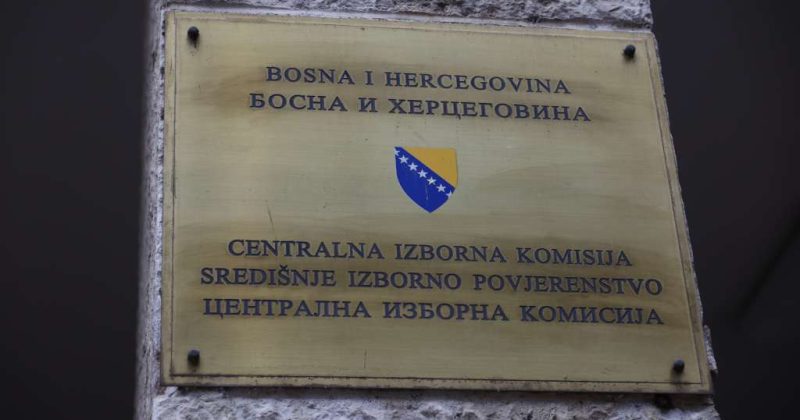 BOSNA I HERCEGOVINA
БОСНА И ХЕРЦЕГОВИНА
CENTRALNA IZBORNA KOMISIJA
SREDIŠNJE IZBORNO POVJERENSTVO
ЦЕНТРАЛНА ИЗБОРНА КОМИСИЈА